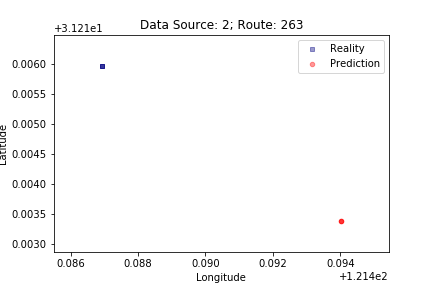 Data Source: 2; Route: 263
+3.121e1
Reality
Prediction
0.0060
0.0055
0.0050
0.0045
0.0040
0.0035
0.0030
Latitude
0.086 0.088 0.090 0.092 0.094
Longitude
+1.214e2